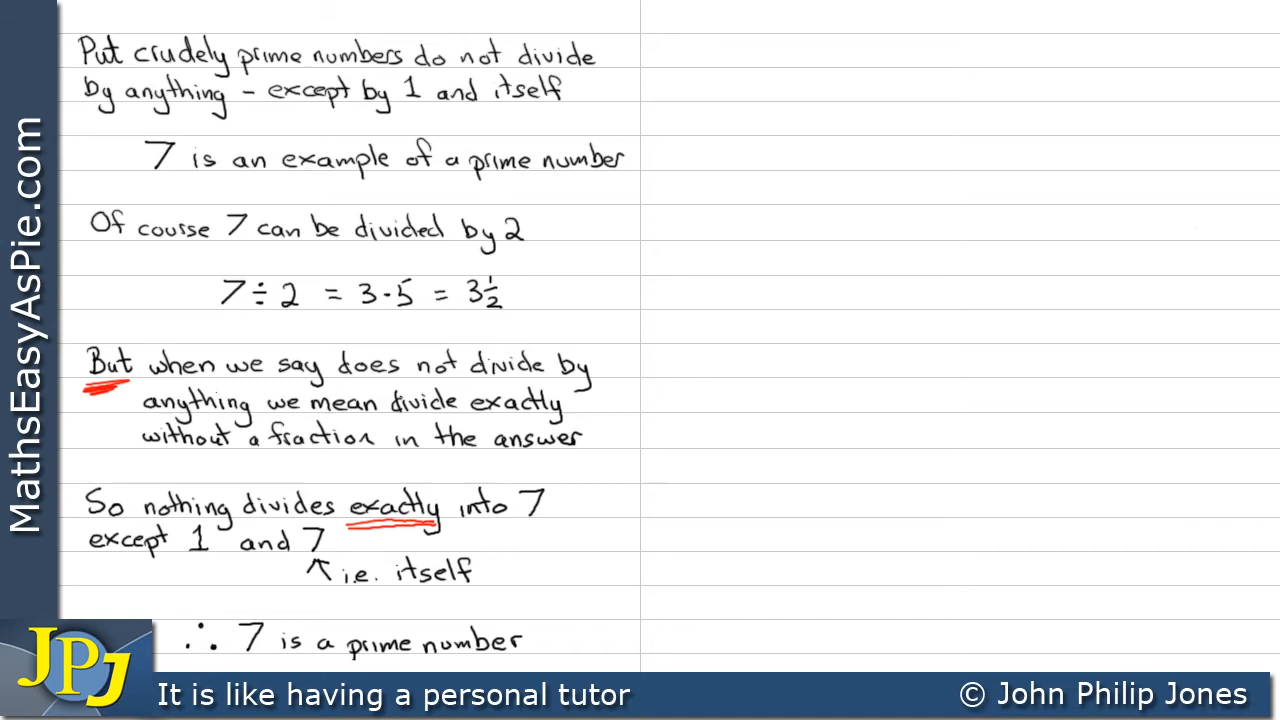 Put crudely prime numbers do not divide
by anything - except by 1 and itself
7 is an example of a prime number
Of course 7 can be divided by 2
7 ÷ 2 = 3·5 = 3½
But when we say does not divide by
anything we mean divide exactly
without a fraction in the answer
So nothing divides exactly into 7
except 1 and 7
i.e. itself
∴ 7 is a prime number
MathsEasyAsPie.com
JPJ
It is like having a personal tutor
© John Philip Jones